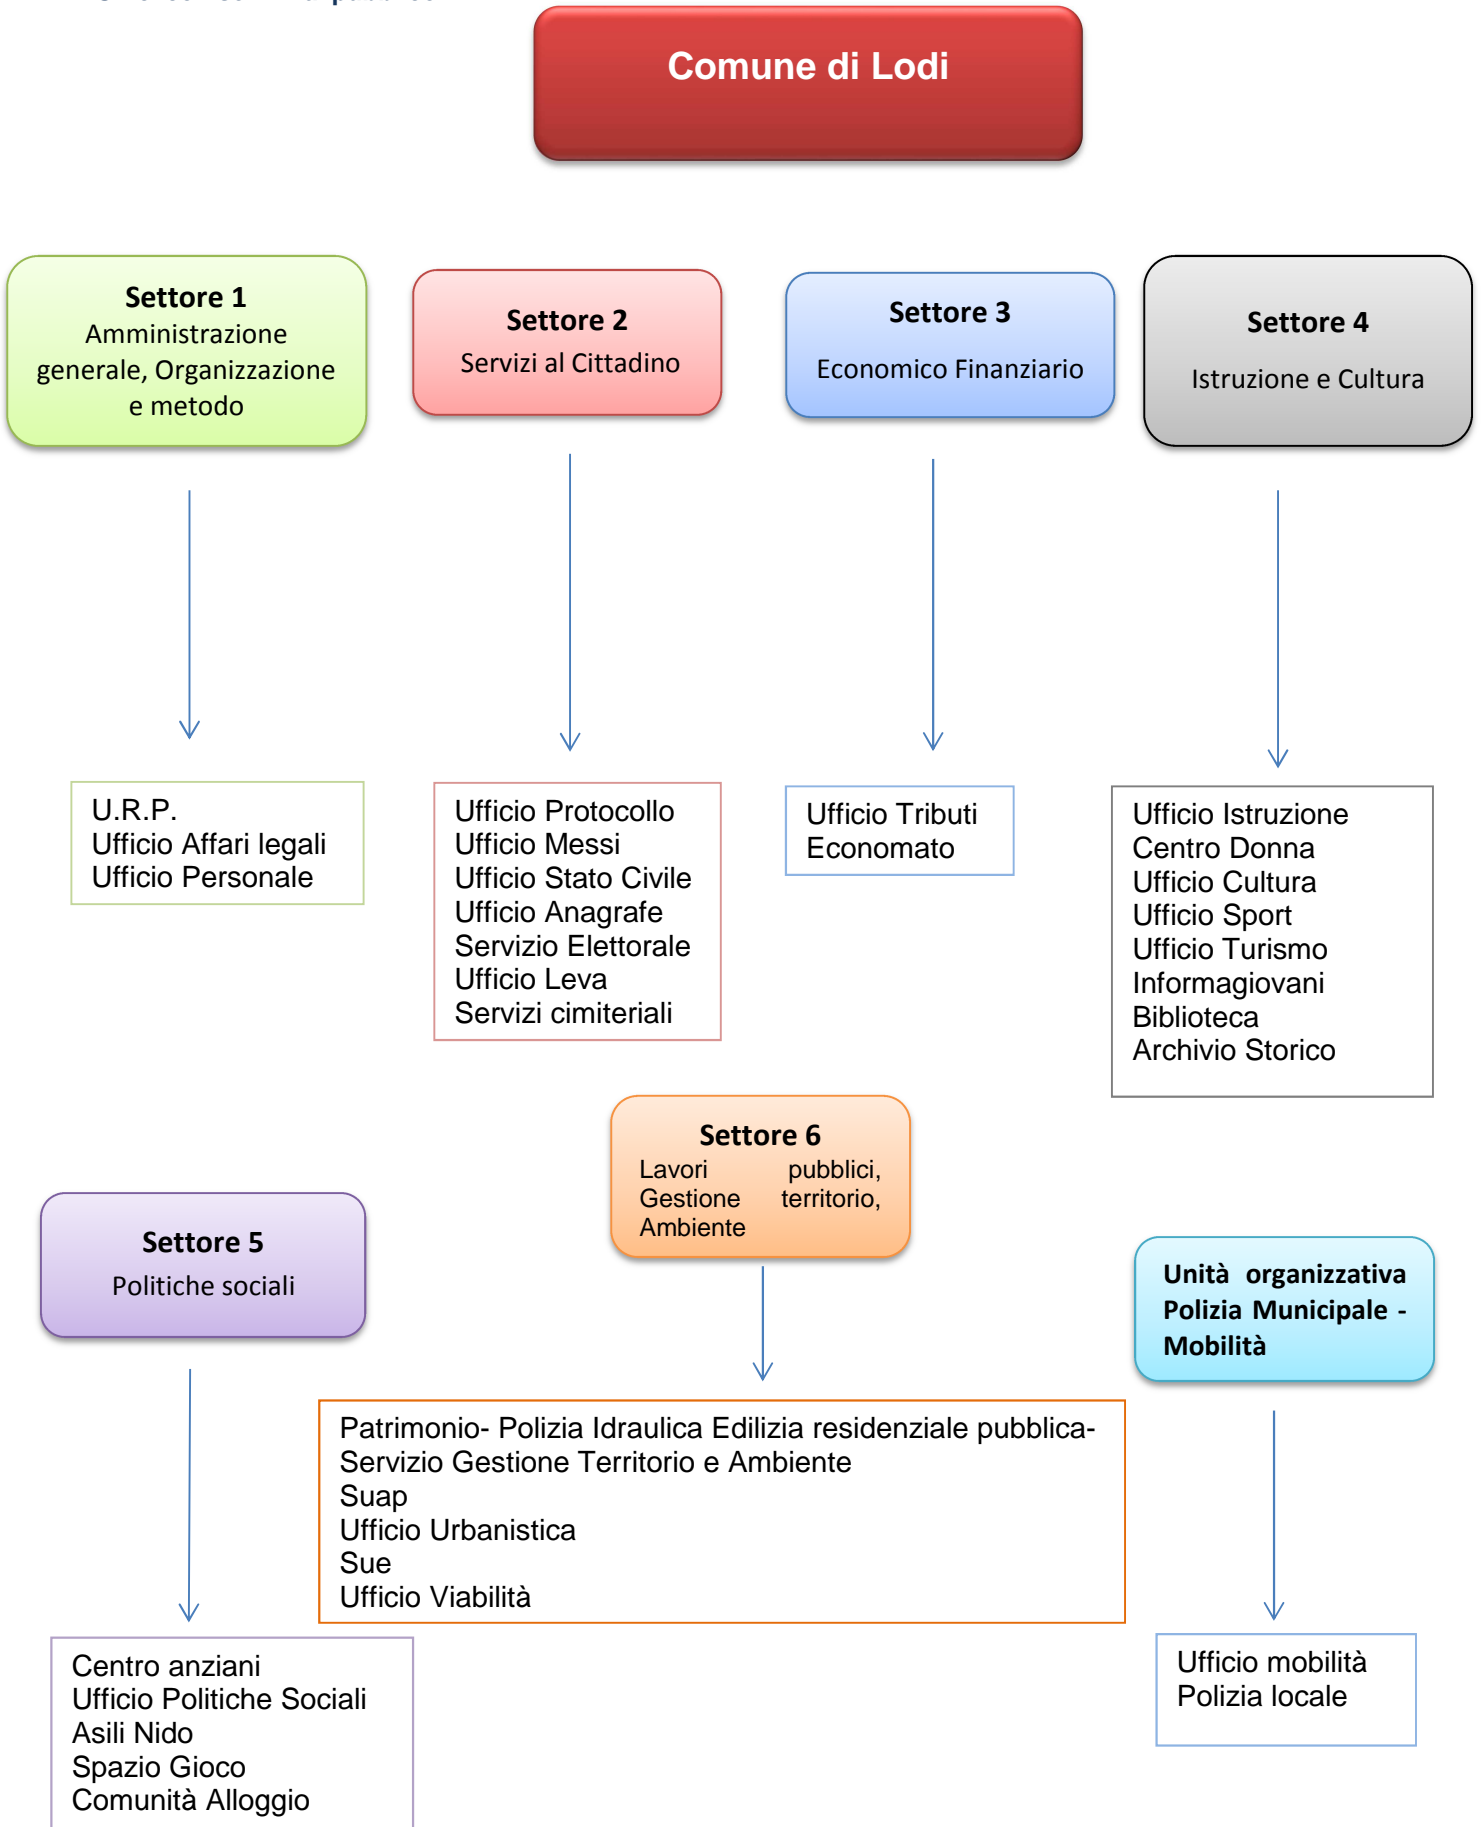 Comune di Lodi
Settore 1
Amministrazione
generale, Organizzazione
e metodo
Settore 2
Servizi al Cittadino
Settore 3
Economico Finanziario
Settore 4
Istruzione e Cultura
U.R.P.
Ufficio Affari legali
Ufficio Personale
Ufficio Protocollo
Ufficio Messi
Ufficio Stato Civile
Ufficio Anagrafe
Servizio Elettorale
Ufficio Leva
Servizi cimiteriali
Ufficio Tributi
Economato
Ufficio Istruzione
Centro Donna
Ufficio Cultura
Ufficio Sport
Ufficio Turismo
Informagiovani
Biblioteca
Archivio Storico
Settore 5
Politiche sociali
Settore 6
Lavori pubblici,
Gestione territorio,
Ambiente
Unità organizzativa
Polizia Municipale -
Mobilità
Patrimonio- Polizia Idraulica Edilizia residenziale pubblica-
Servizio Gestione Territorio e Ambiente
Suap
Ufficio Urbanistica
Sue
Ufficio Viabilità
Centro anziani
Ufficio Politiche Sociali
Asili Nido
Spazio Gioco
Comunità Alloggio
Ufficio mobilità
Polizia locale